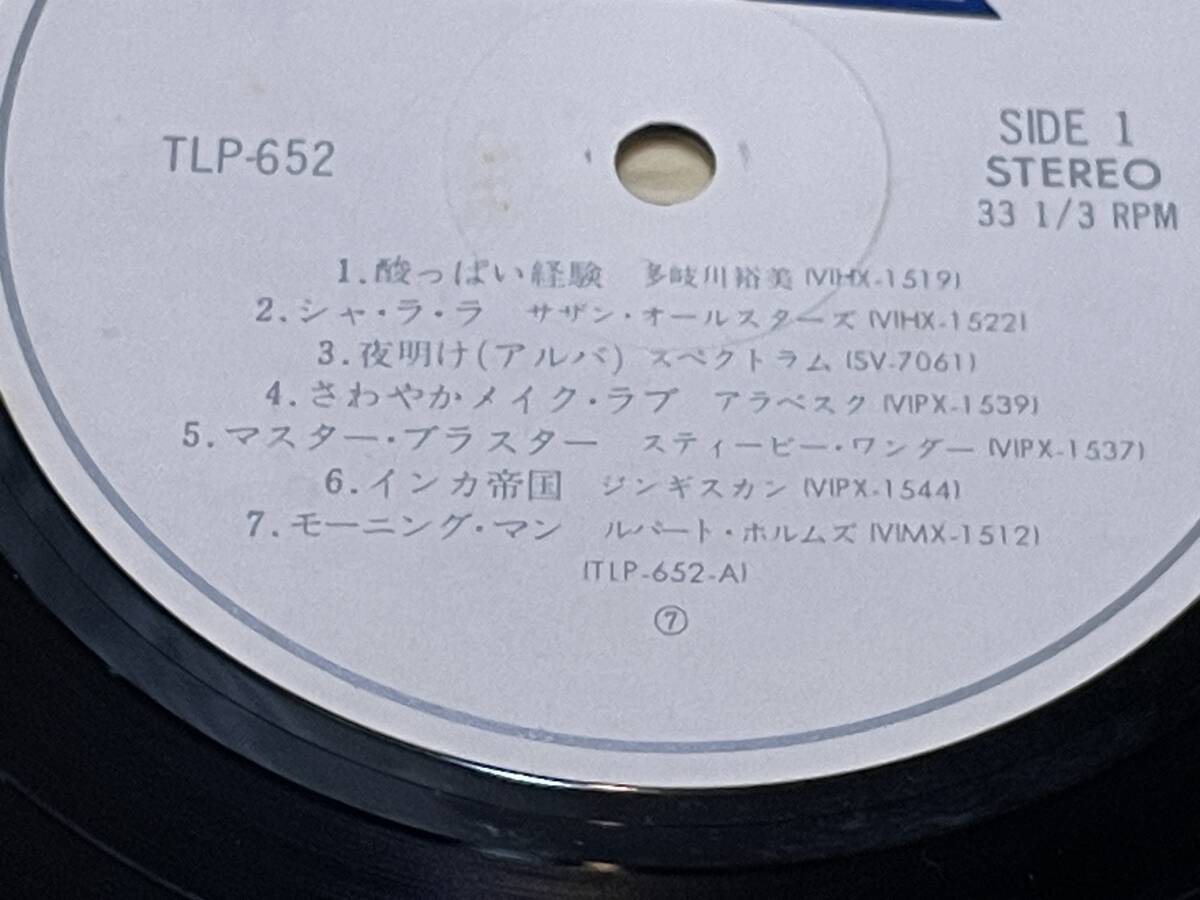 TLP-652
SIDE 1
STEREO
33 1/3 RPM
1.酸っぱい経験 多岐川裕美 (VIHX-1519)
2.シャ・ラ・ラ サザン・オールスターズ (VIHX-1522)
3.夜明け(アルバ) スペクトラム (SV-7061)
4.さわやかメイク・ラブ アラベスク (VIPX-1539)
5.マスター・ブラスター スティービー・ワンダー (VIPX-1537)
6.インカ帝国 ジンギスカン (VIPX-1544)
7.モーニング・マン ルパート・ホルムズ (VIMX-1512)
(TLP-652-A)
⑦